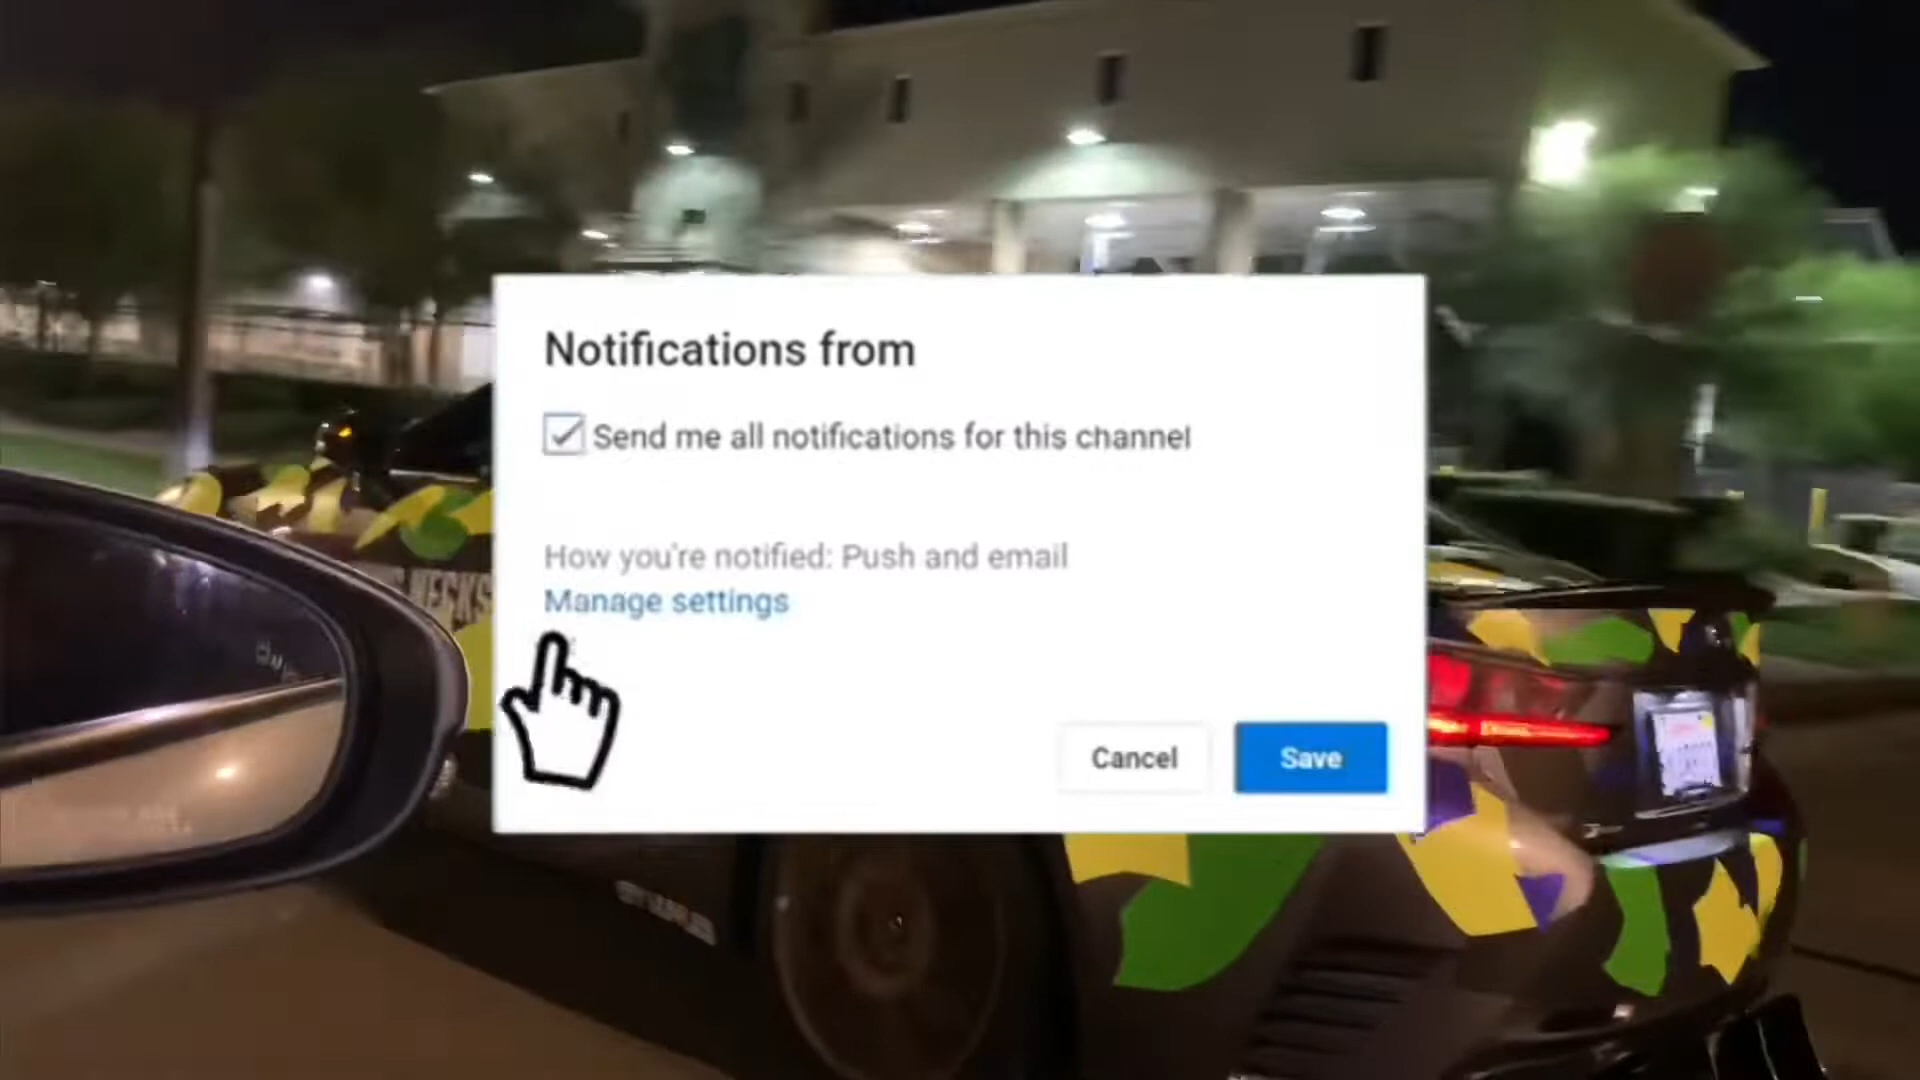 Notifications from
Send me all notifications for this channel
How you're notified: Push and email
Manage settings
Cancel
Save